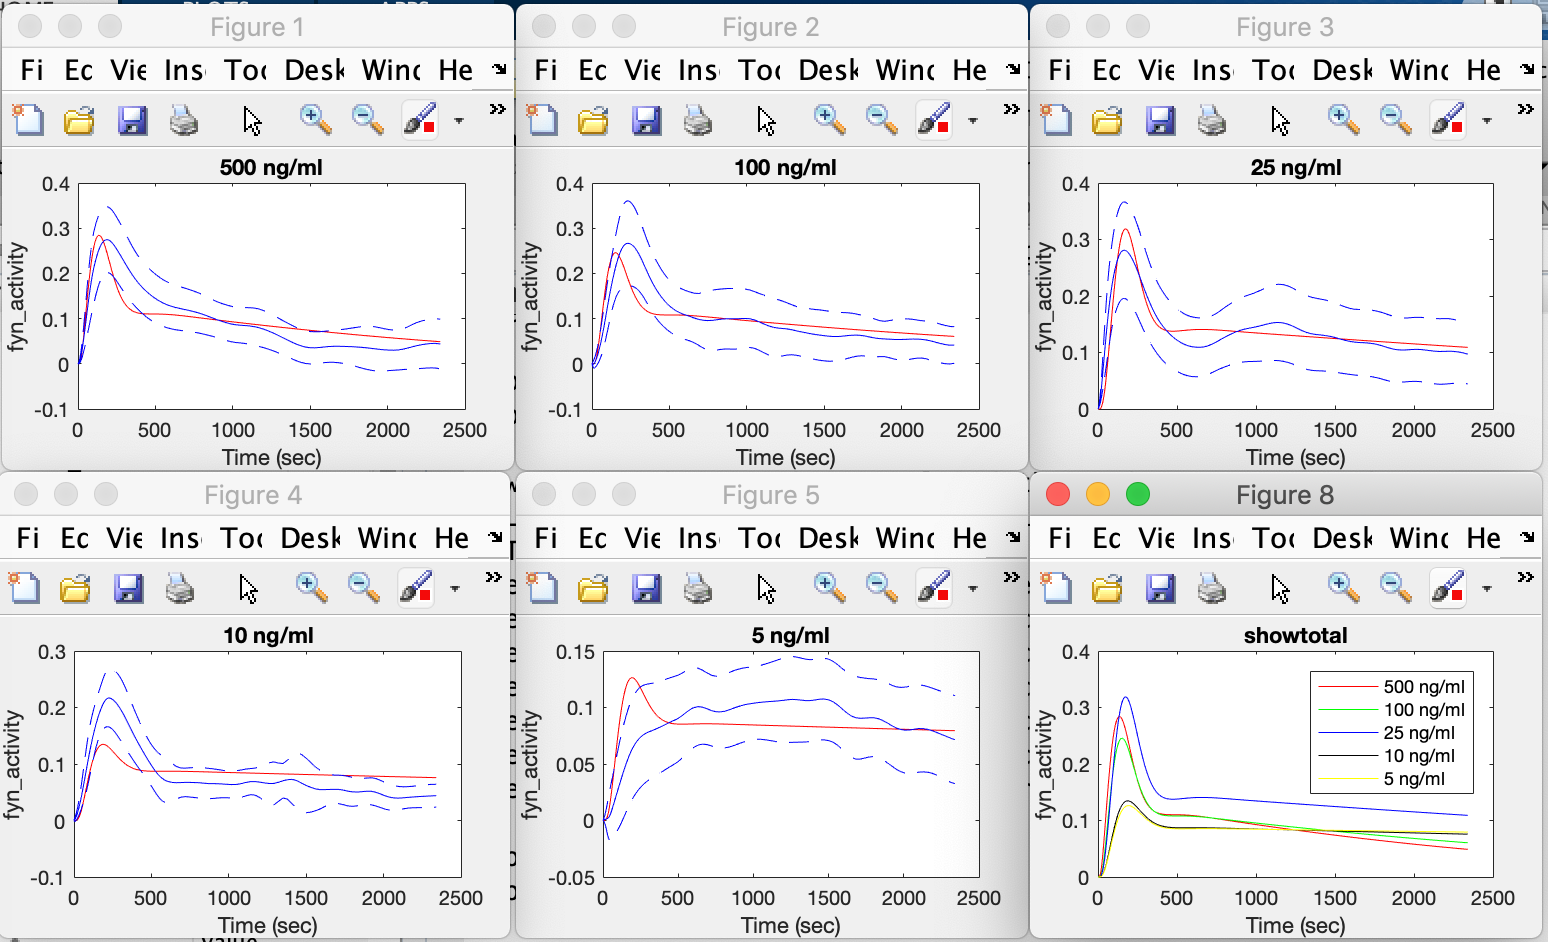 PLOTS
APPS
Figure 1
Fi Ec Vie Ins Too Desk Winc He
500 ng/ml
0.4
0.3
0.2
0.1
0
-0.1
fyn_activity
0 500 1000 1500 2000 2500
Time (sec)
Figure 2
Fi Ec Vie Ins Too Desk Winc He
100 ng/ml
0.4
0.3
0.2
0.1
0
-0.1
fyn_activity
0 500 1000 1500 2000 2500
Time (sec)
Figure 3
Fi Ec Vie Ins Too Desk Winc He
25 ng/ml
0.4
0.3
0.2
0.1
0
fyn_activity
0 500 1000 1500 2000 2500
Time (sec)
Figure 4
Fi Ec Vie Ins Too Desk Winc He
10 ng/ml
0.3
0.2
0.1
0
-0.1
fyn_activity
0 500 1000 1500 2000 2500
Time (sec)
Figure 5
Fi Ec Vie Ins Too Desk Winc He
5 ng/ml
0.15
0.1
0.05
0
-0.05
fyn_activity
0 500 1000 1500 2000 2500
Time (sec)
Figure 8
Fi Ec Vie Ins Too Desk Winc He
showtotal
0.4
0.3
0.2
0.1
0
fyn_activity
500 ng/ml
100 ng/ml
25 ng/ml
10 ng/ml
5 ng/ml
0 500 1000 1500 2000 2500
Time (sec)